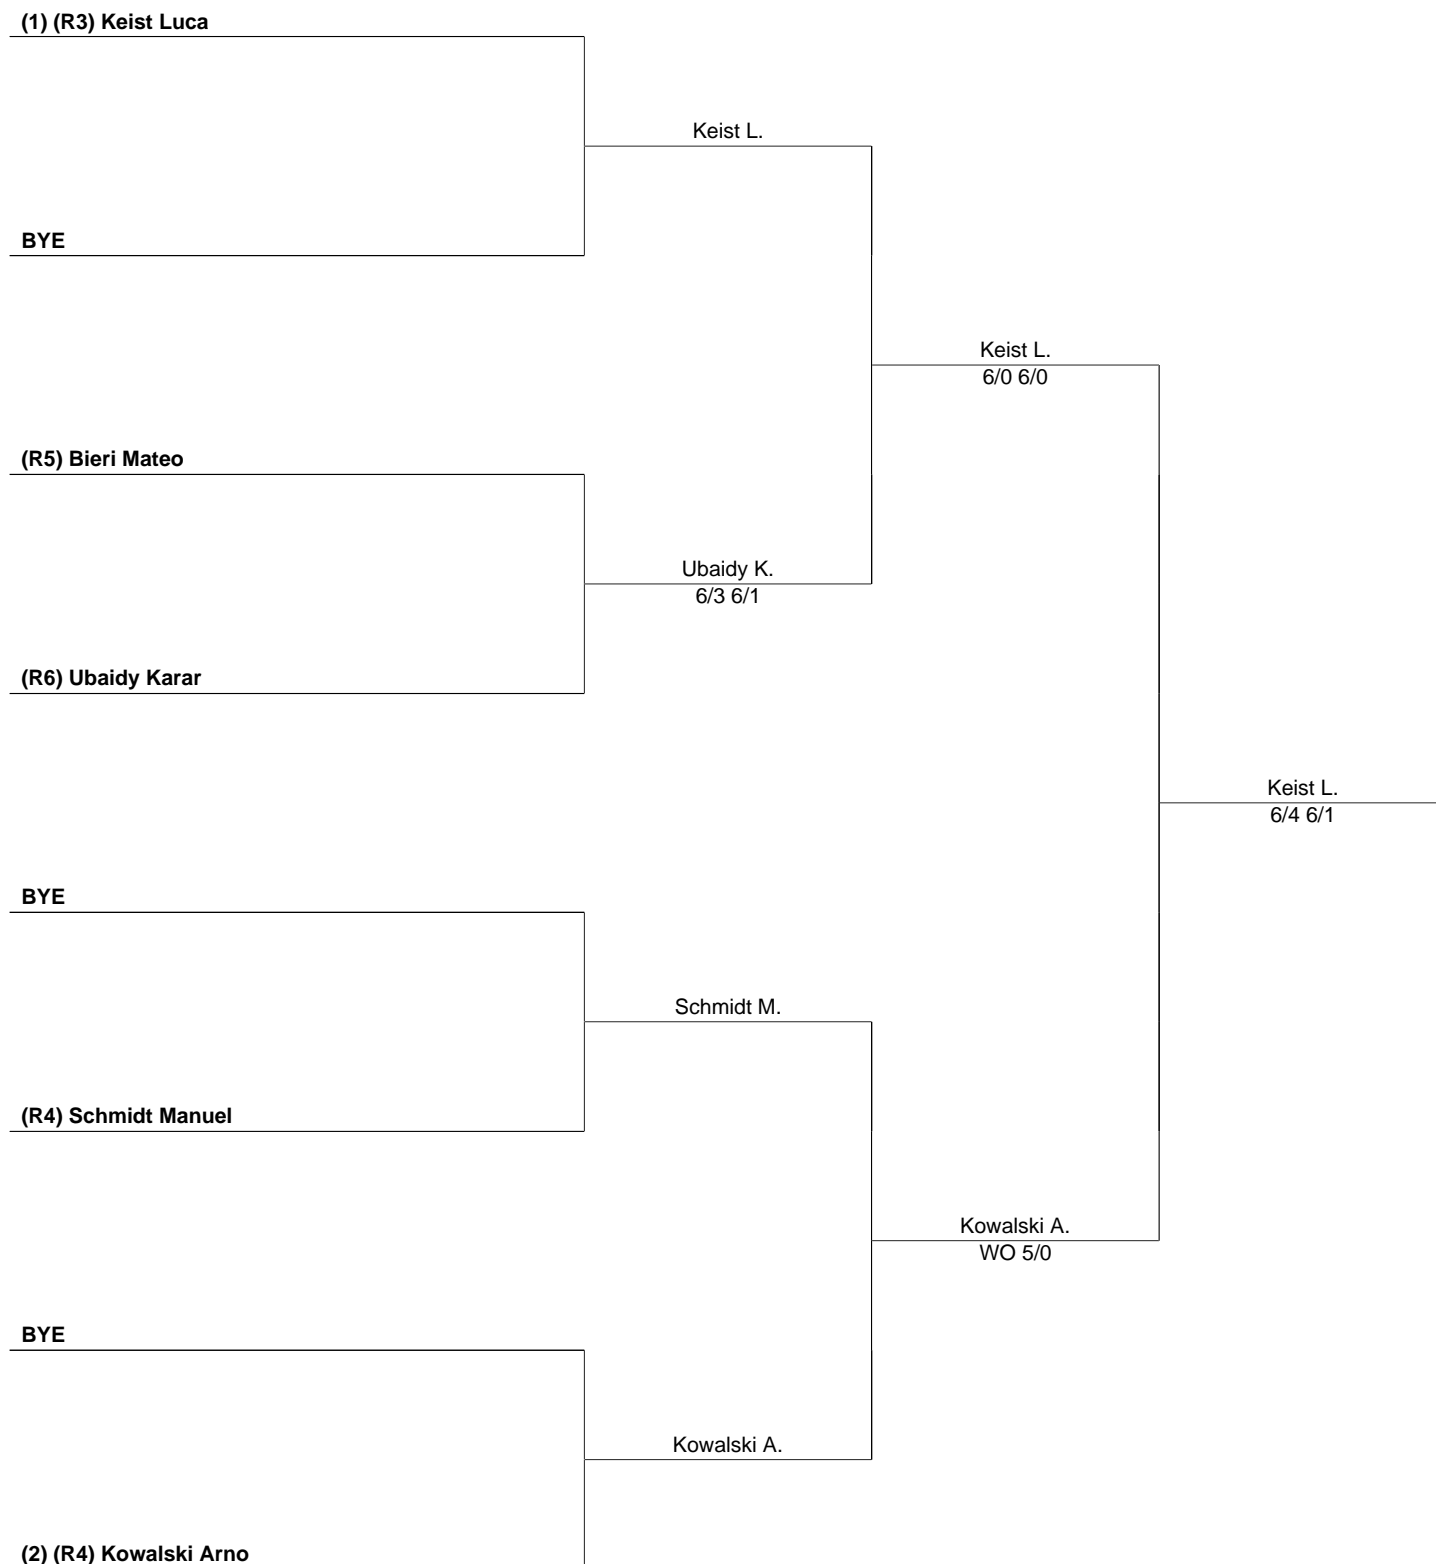 (1) (R3) Keist Luca
Keist L.
BYE
Keist L.
6/0 6/0
(R5) Bieri Mateo
Ubaidy K.
6/3 6/1
(R6) Ubaidy Karar
Keist L.
6/4 6/1
BYE
Schmidt M.
(R4) Schmidt Manuel
Kowalski A.
WO 5/0
BYE
Kowalski A.
(2) (R4) Kowalski Arno